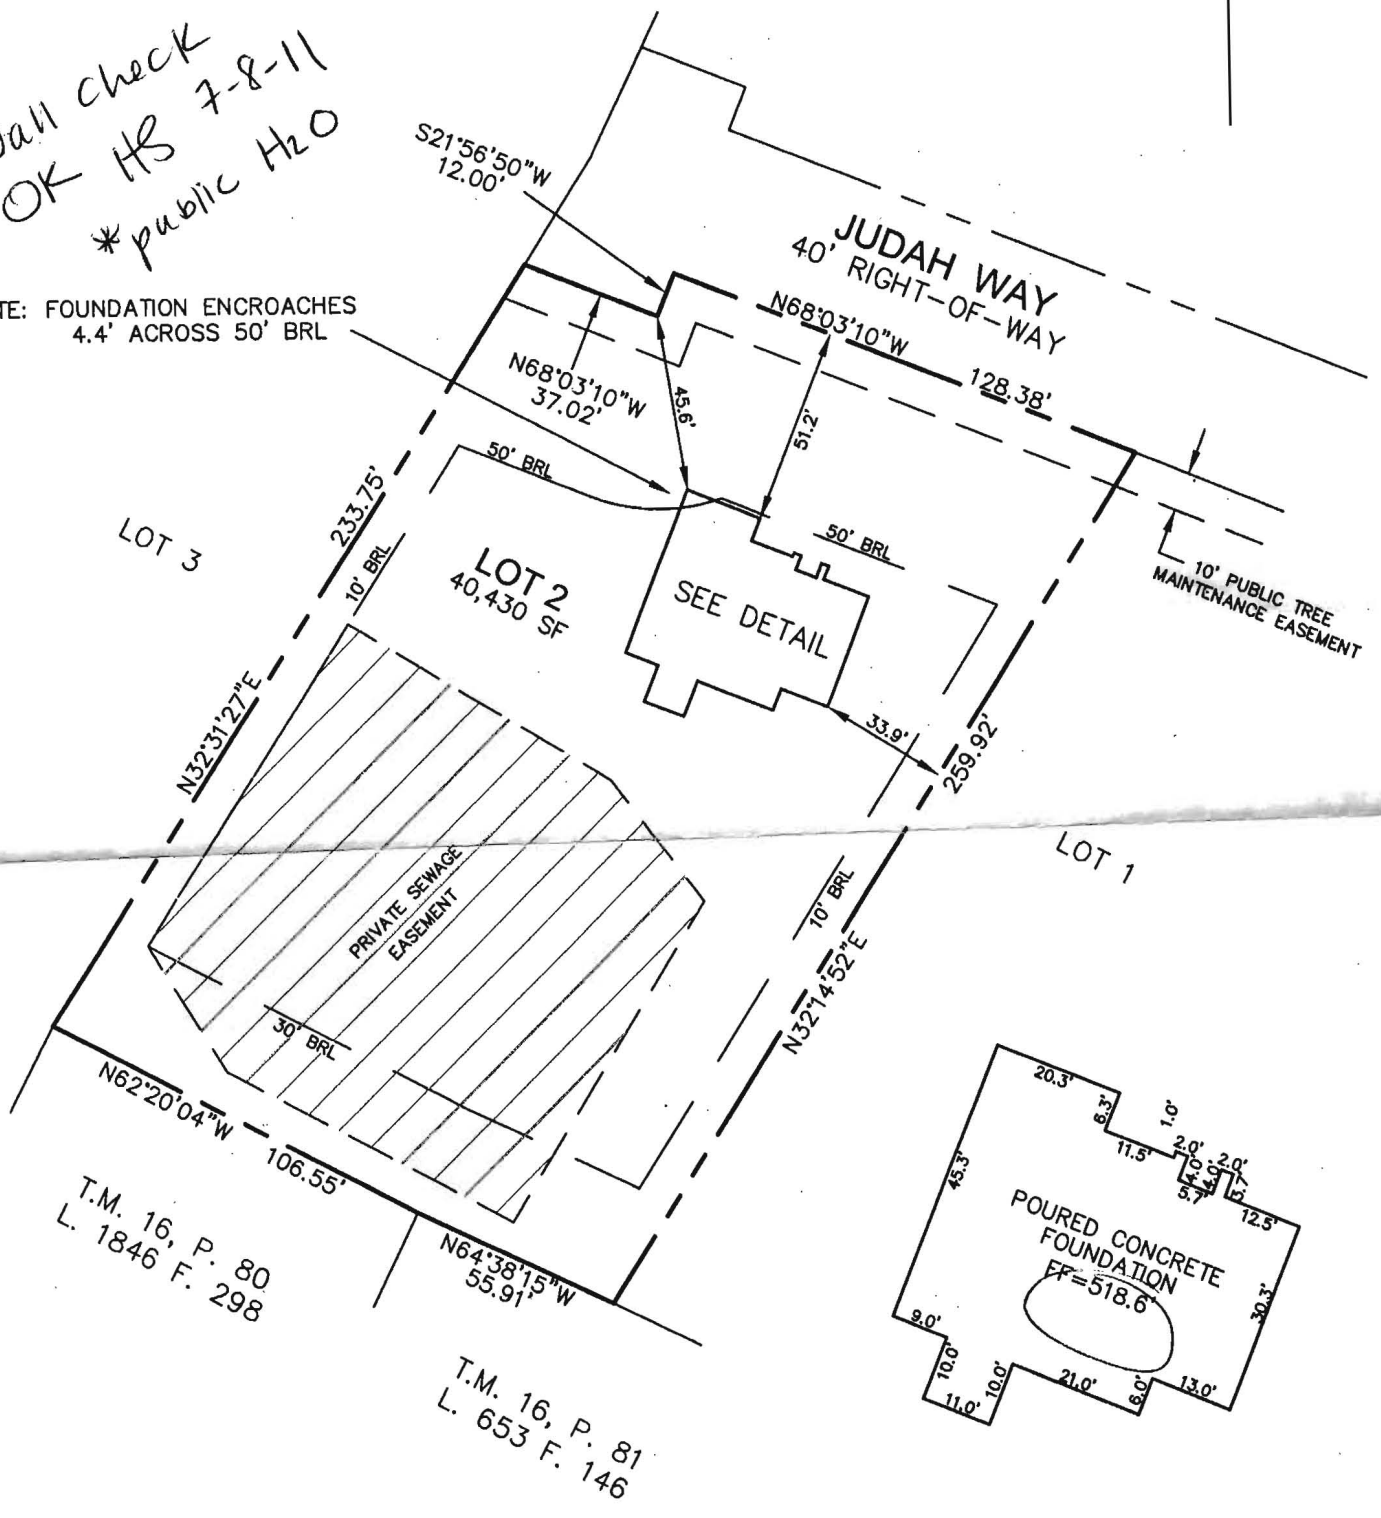 Wall check
OK HS 7-8-11
*public H2O
TE: FOUNDATION ENCROACHES
4.4' ACROSS 50' BRL
S21°56'50"W
12.00'
JUDAH WAY
40' RIGHT-OF-WAY
N68°03'10"W
128.38'
N68°03'10"W
37.02'
45.6'
51.2'
50' BRL
50' BRL
10' PUBLIC TREE
MAINTENANCE EASEMENT
LOT 3
233.75'
10' BRL
LOT 2
40,430 SF
SEE DETAIL
33.9'
259.92'
N32°31'27"E
LOT 1
PRIVATE SEWAGE
EASEMENT
10' BRL
N32°14'52"E
30' BRL
N62°20'04"W
106.55'
N64°38'15"W
55.91'
T.M. 16, P. 80
L. 1846 F. 298
T.M. 16, P. 81
L. 653 F. 146
20.3'
6.3'
1.0'
11.5'
2.0'
4.0'
5.7'
4.0'
2.0'
3.7'
12.5'
45.3'
POURED CONCRETE
FOUNDATION
FF=518.6'
30.3'
9.0'
10.0'
11.0'
10.0'
21.0'
6.0'
13.0'